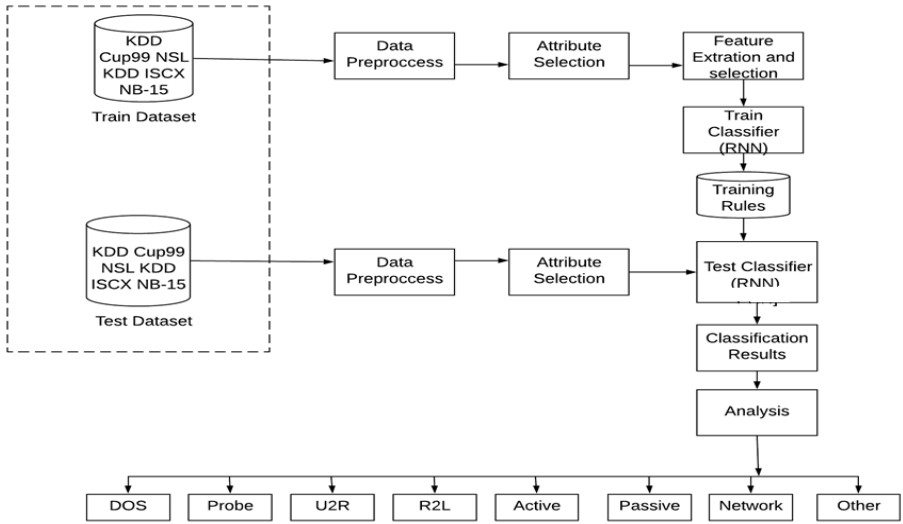 KDD
Cup99 NSL
KDD ISCX
NB-15
Train Dataset
Data
Preproccess
Attribute
Selection
Feature
Extration and
selection
Train
Classifier
(RNN)
Training
Rules
KDD Cup99
NSL KDD
ISCX NB-15
Test Dataset
Data
Preproccess
Attribute
Selection
Test Classifier
(RNN)
Classification
Results
Analysis
DOS
Probe
U2R
R2L
Active
Passive
Network
Other